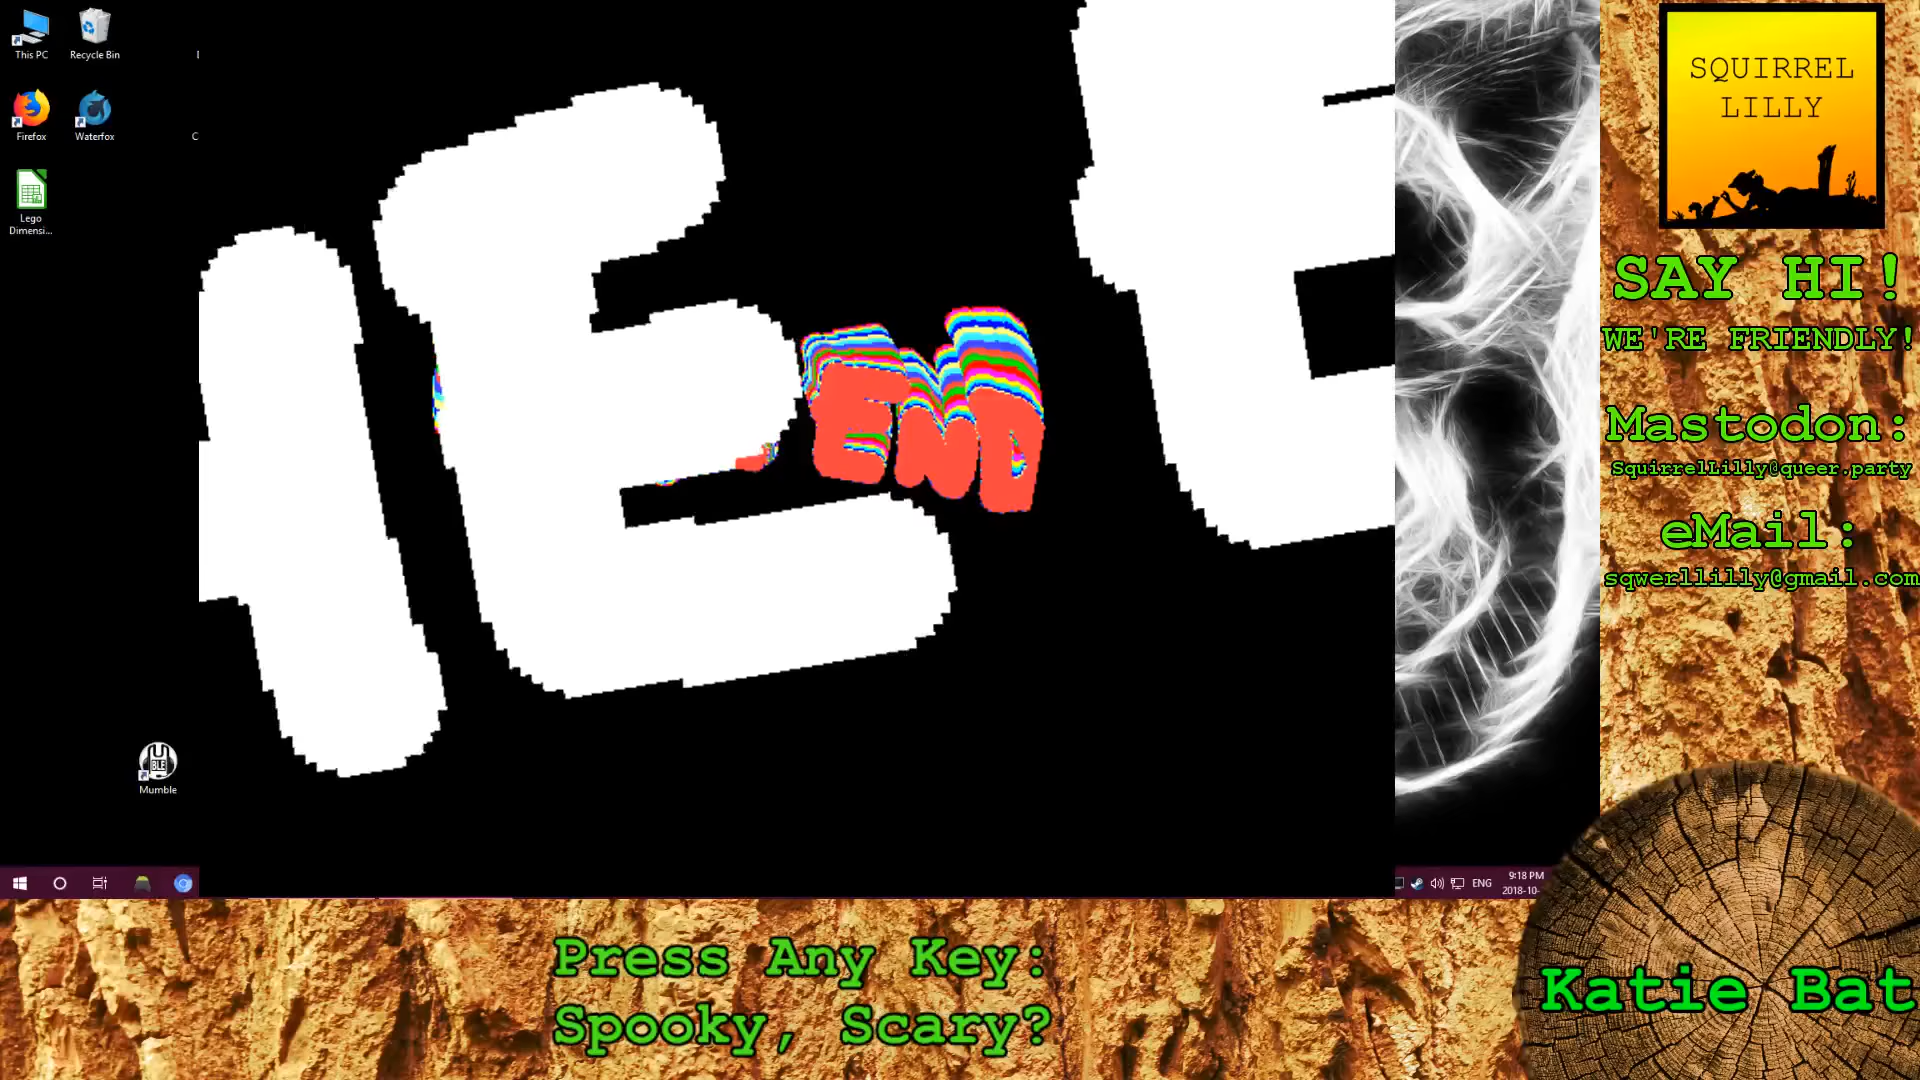 This PC
Recycle Bin
Firefox
Waterfox
Lego
Dimensi...
Mumble
E
END
SQUIRREL
LILLY
SAY HI!
WE'RE FRIENDLY!
Mastodon:
SquirrelLilly@queer.party
eMail:
sqwerllilly@gmail.com
ENG
9:18 PM
2018-10-
Press Any Key:
Spooky, Scary?
Katie Bat